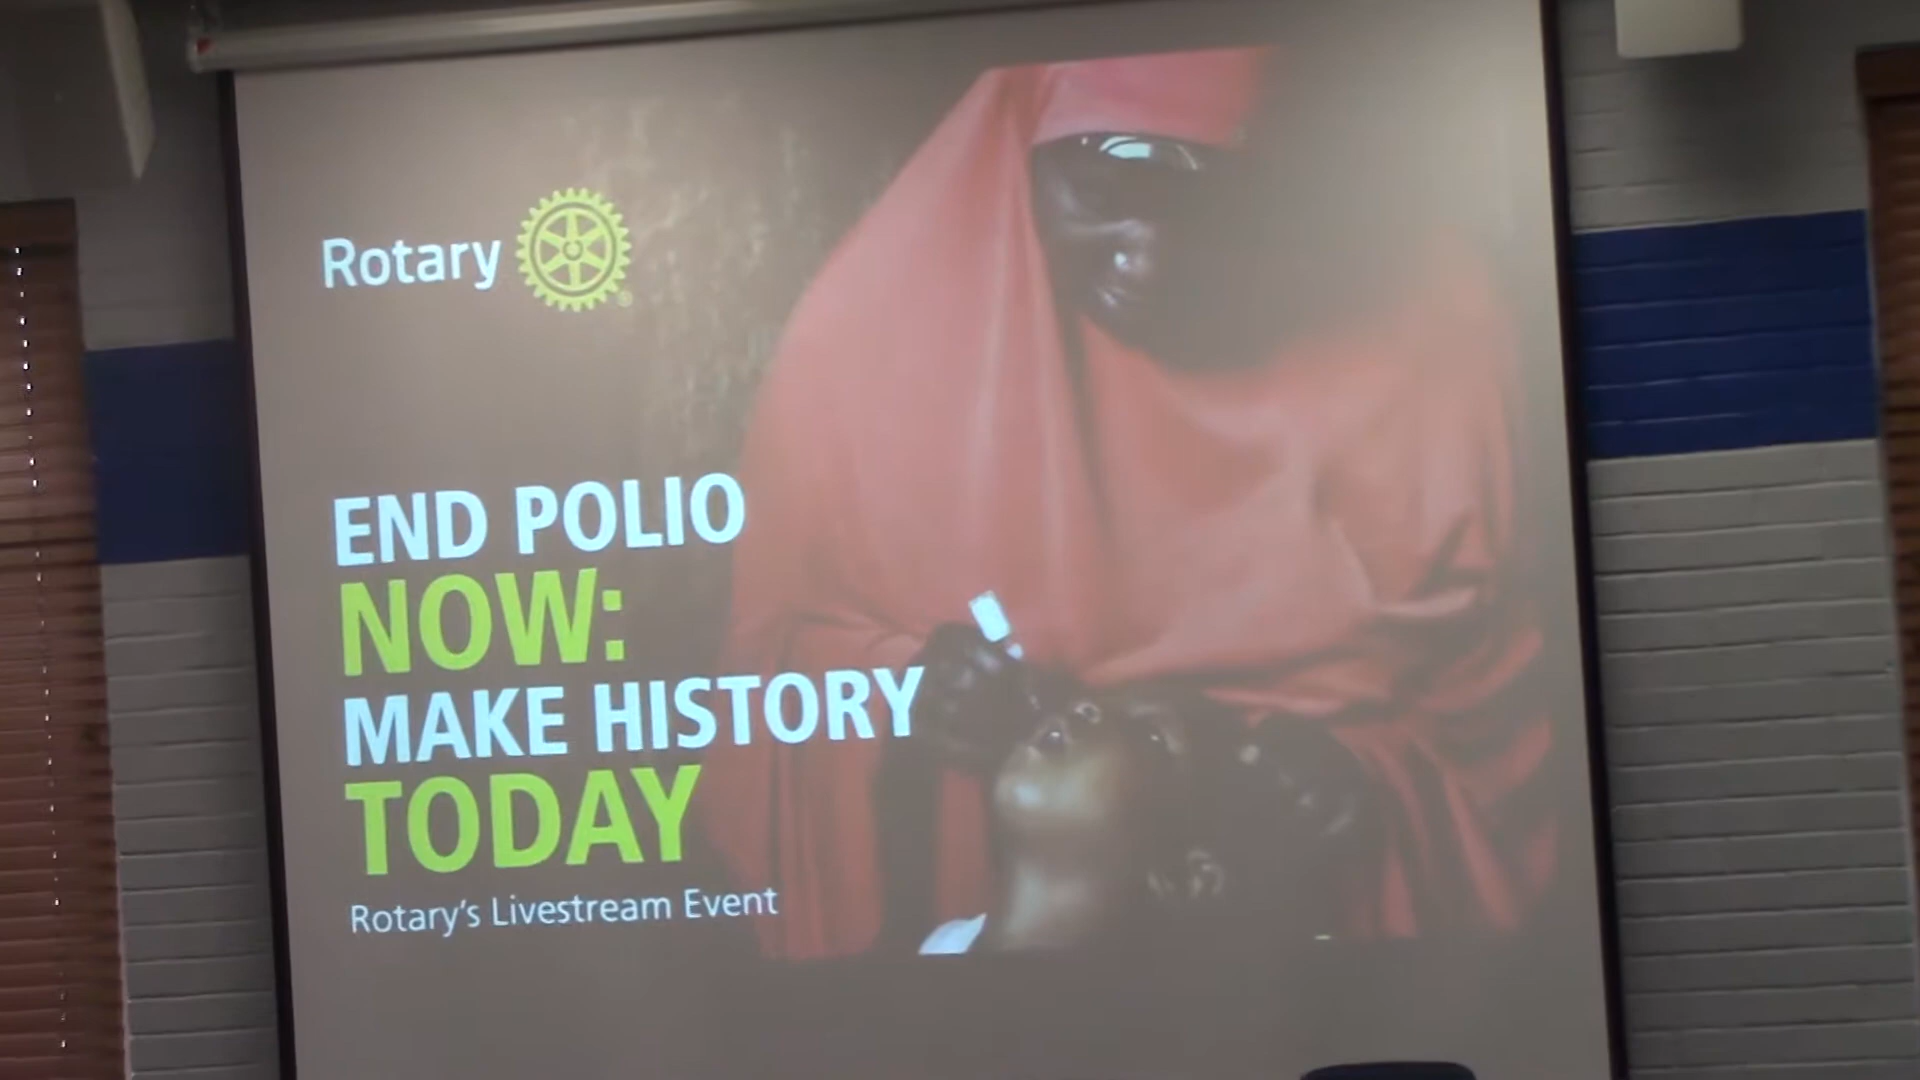 Rotary
END POLIO
NOW:
MAKE HISTORY
TODAY
Rotary's Livestream Event